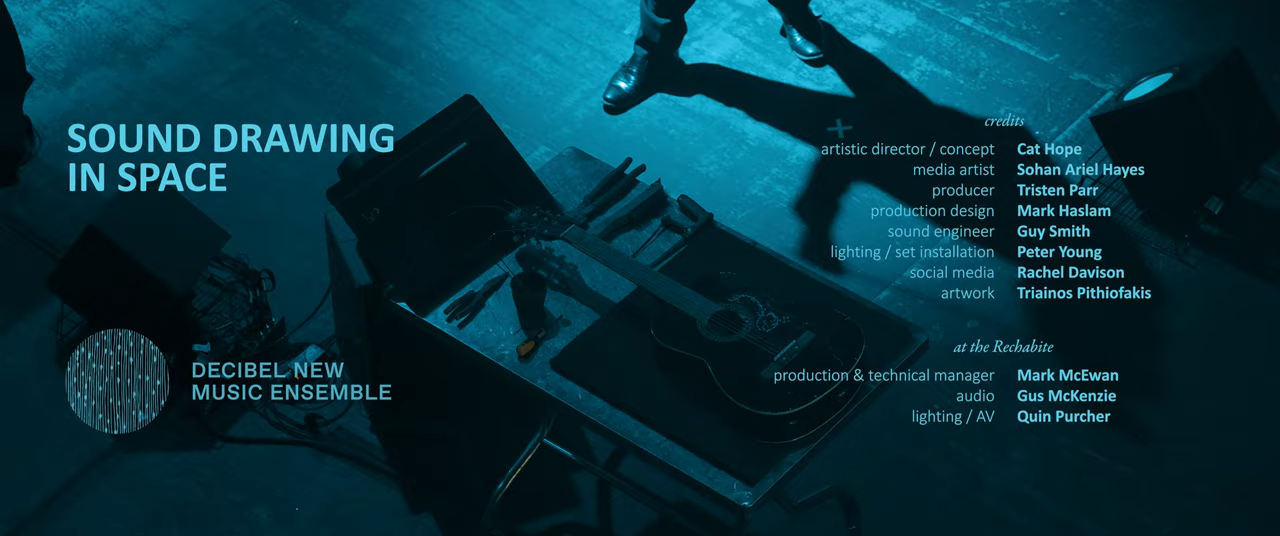 SOUND DRAWING
IN SPACE
DECIBEL NEW
MUSIC ENSEMBLE
credits
artistic director / concept Cat Hope
media artist Sohan Ariel Hayes
producer Tristen Parr
production design Mark Haslam
sound engineer Guy Smith
lighting / set installation Peter Young
social media Rachel Davison
artwork Triainos Pithiofakis
at the Rechabite
production & technical manager Mark McEwan
audio Gus McKenzie
lighting / AV Quin Purcher